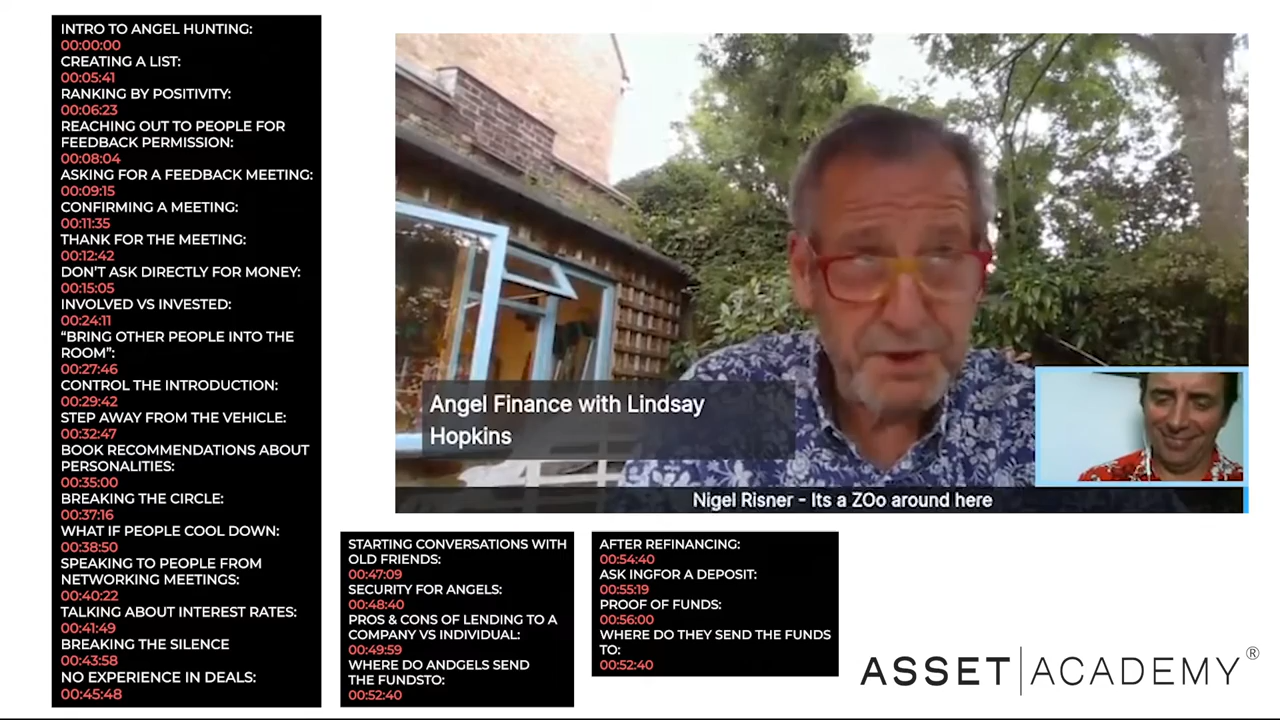 INTRO TO ANGEL HUNTING:
00:00:00
CREATING A LIST:
00:05:41
RANKING BY POSITIVITY:
00:06:23
REACHING OUT TO PEOPLE FOR
FEEDBACK PERMISSION:
00:08:04
ASKING FOR A FEEDBACK MEETING:
00:09:15
CONFIRMING A MEETING:
00:11:35
THANK FOR THE MEETING:
00:12:42
DON'T ASK DIRECTLY FOR MONEY:
00:15:05
INVOLVED VS INVESTED:
00:24:11
“BRING OTHER PEOPLE INTO THE
ROOM”:
00:27:46
CONTROL THE INTRODUCTION:
00:29:42
STEP AWAY FROM THE VEHICLE:
00:32:47
BOOK RECOMMENDATIONS ABOUT
PERSONALITIES:
00:35:00
BREAKING THE CIRCLE:
00:37:16
WHAT IF PEOPLE COOL DOWN:
00:38:50
SPEAKING TO PEOPLE FROM
NETWORKING MEETINGS:
00:40:22
TALKING ABOUT INTEREST RATES:
00:41:49
BREAKING THE SILENCE
00:43:58
NO EXPERIENCE IN DEALS:
00:45:48
Angel Finance with Lindsay
Hopkins
Nigel Risner - Its a ZOo around here
STARTING CONVERSATIONS WITH
OLD FRIENDS:
00:47:09
SECURITY FOR ANGELS:
00:48:40
PROS & CONS OF LENDING TO A
COMPANY VS INDIVIDUAL:
00:49:59
WHERE DO ANDGELS SEND
THE FUNDSTO:
00:52:40
AFTER REFINANCING:
00:54:40
ASK INGFOR A DEPOSIT:
00:55:19
PROOF OF FUNDS:
00:56:00
WHERE DO THEY SEND THE FUNDS
TO:
00:52:40
ASSET|ACADEMY®